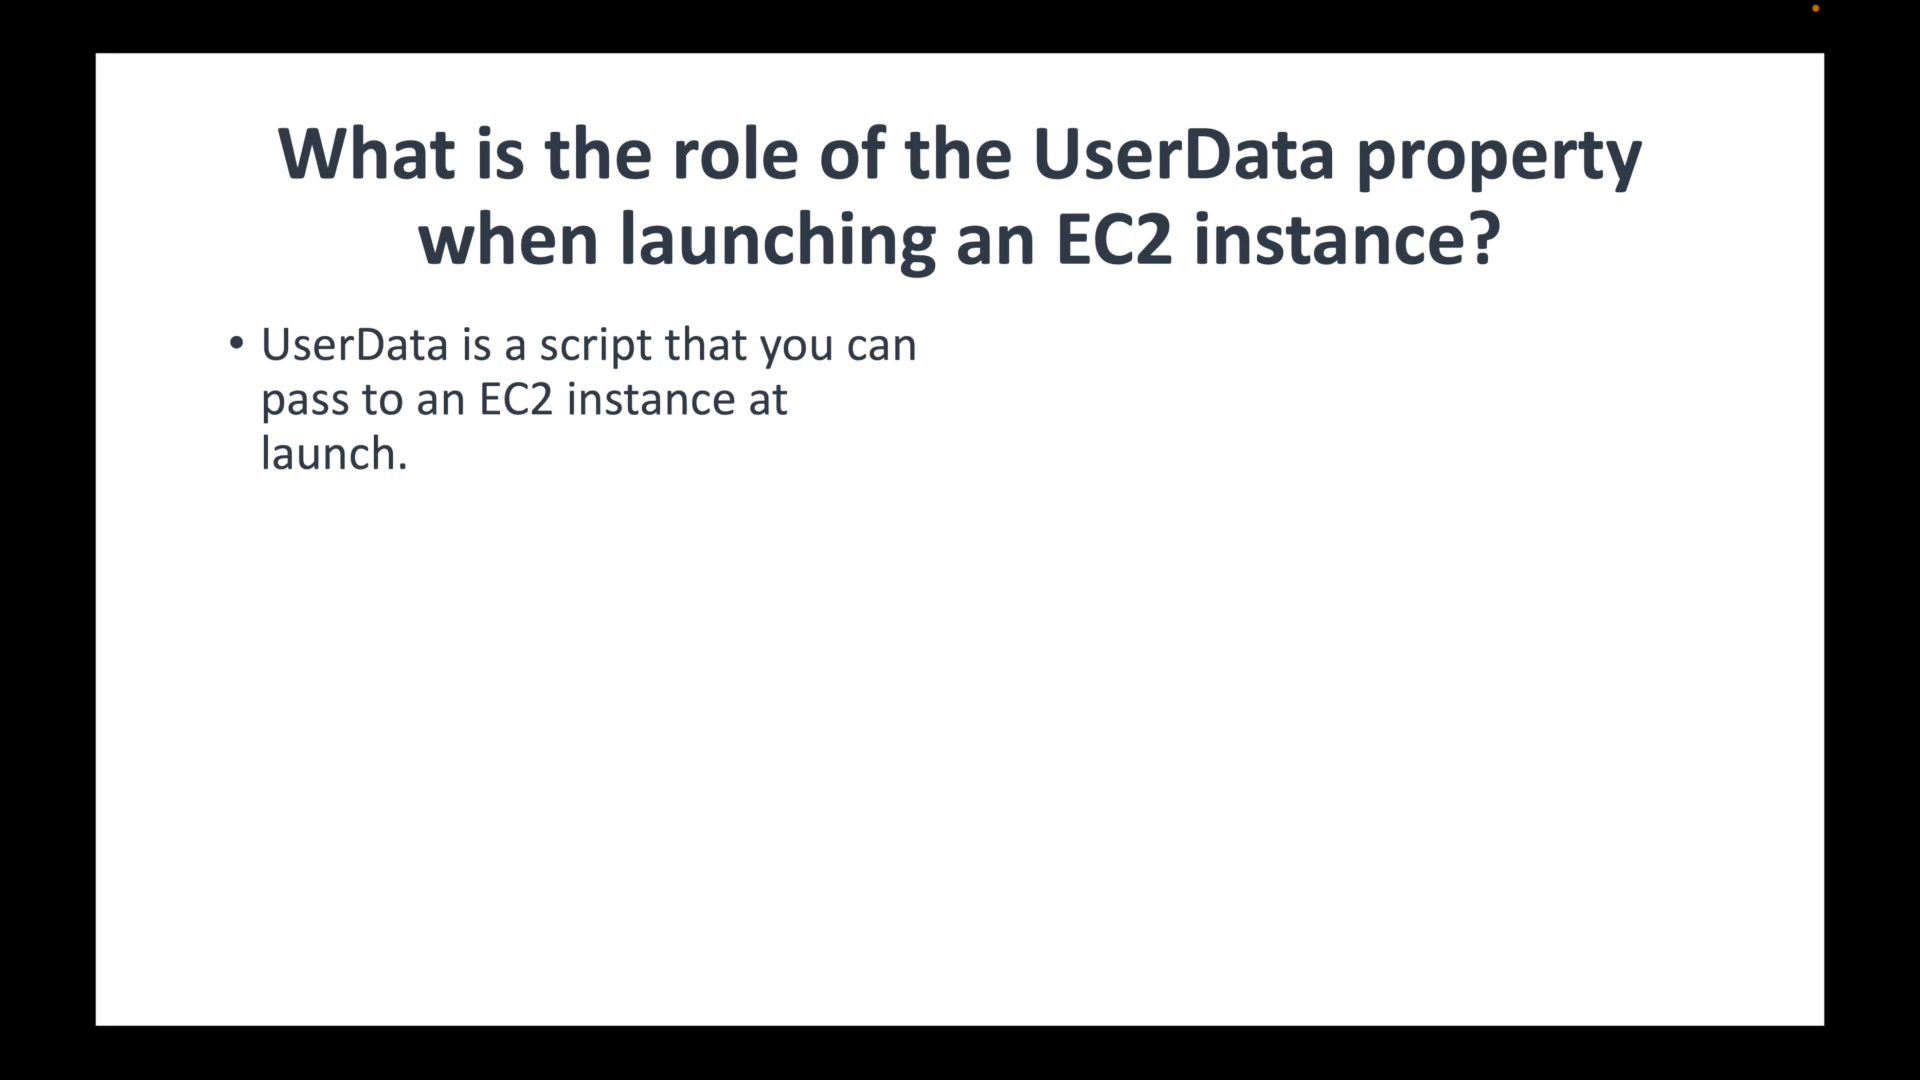 What is the role of the UserData property
when launching an EC2 instance?
• UserData is a script that you can
pass to an EC2 instance at
launch.